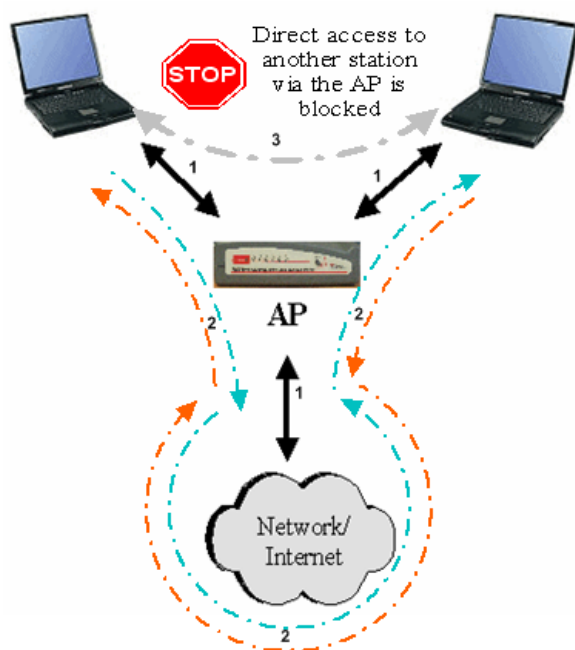 STOP
Direct access to
another station
via the AP is
blocked
3
1
1
AP
2
2
1
Network/
Internet
2